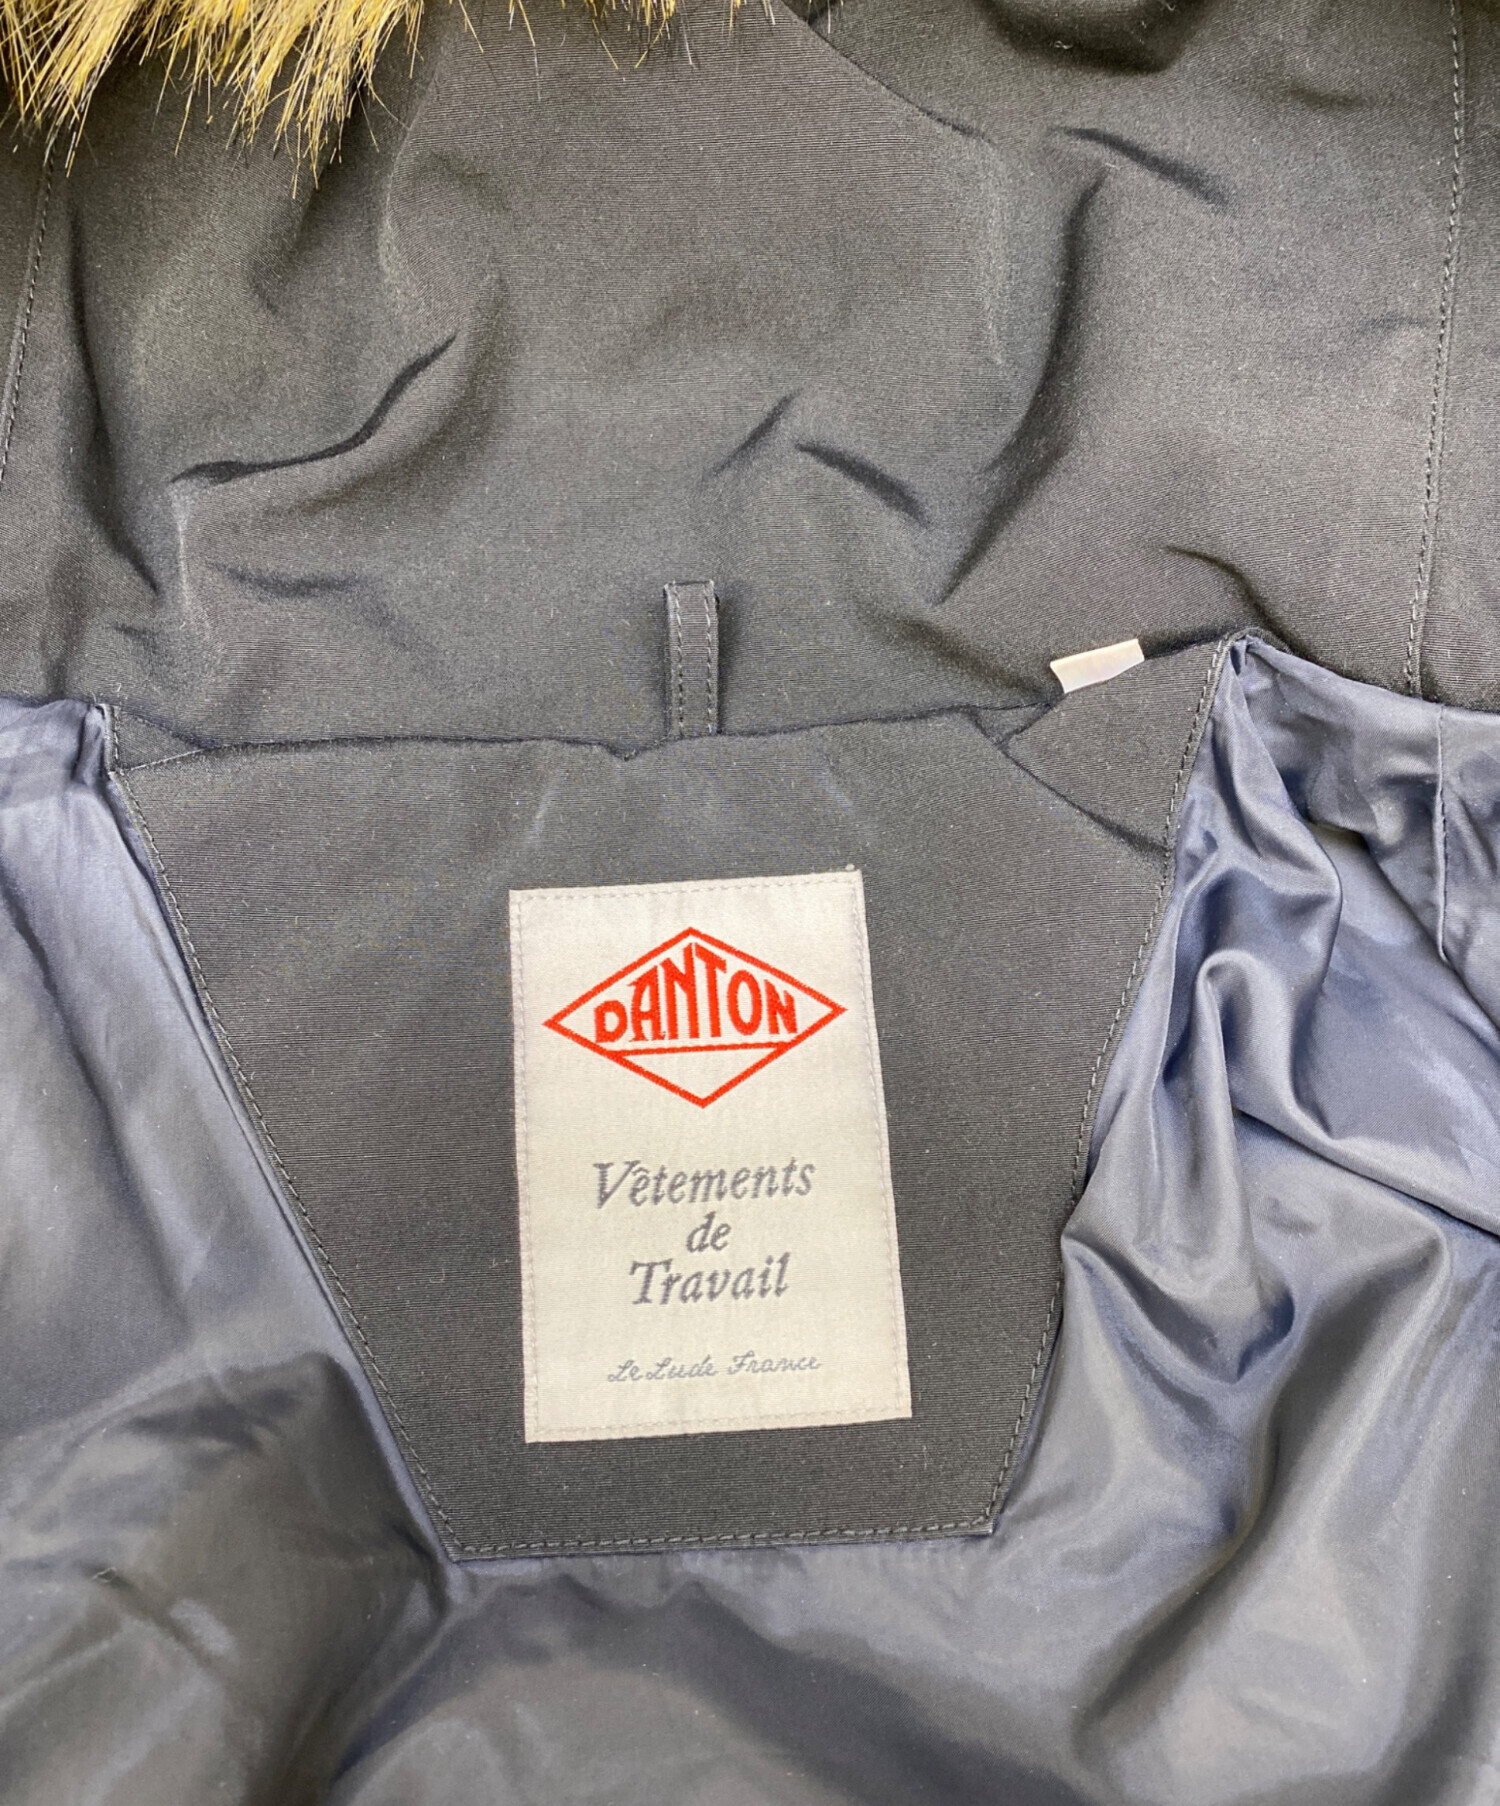 DANTON
Vêtements
de
Travail
Le Lude France